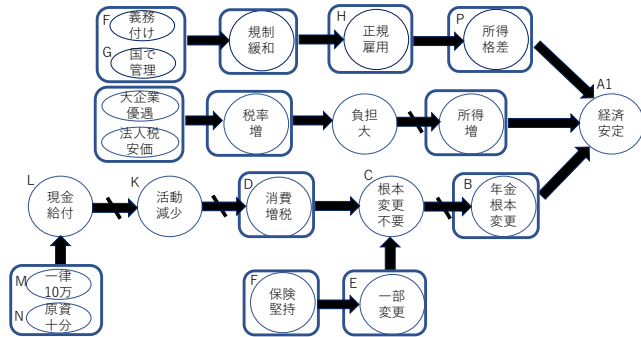 F
義務
付け
G
国で
管理
規制
緩和
H
正規
雇用
P
所得
格差
A1
経済
安定
大企業
優遇
法人税
安価
税率
増
負担
大
所得
増
L
現金
給付
K
活動
減少
D
消費
増税
C
根本
変更
不要
B
年金
根本
変更
M
一律
10万
N
原資
十分
F
保険
堅持
E
一部
変更